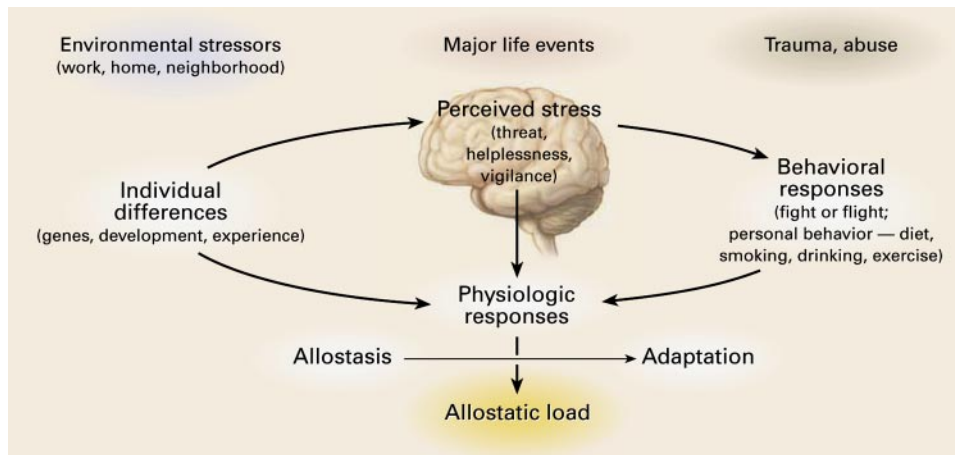 Environmental stressors
(work, home, neighborhood)
Major life events
Trauma, abuse
Perceived stress
(threat,
helplessness,
vigilance)
Individual
differences
(genes, development, experience)
Behavioral
responses
(fight or flight;
personal behavior — diet,
smoking, drinking, exercise)
Physiologic
responses
Allostasis
Adaptation
Allostatic load